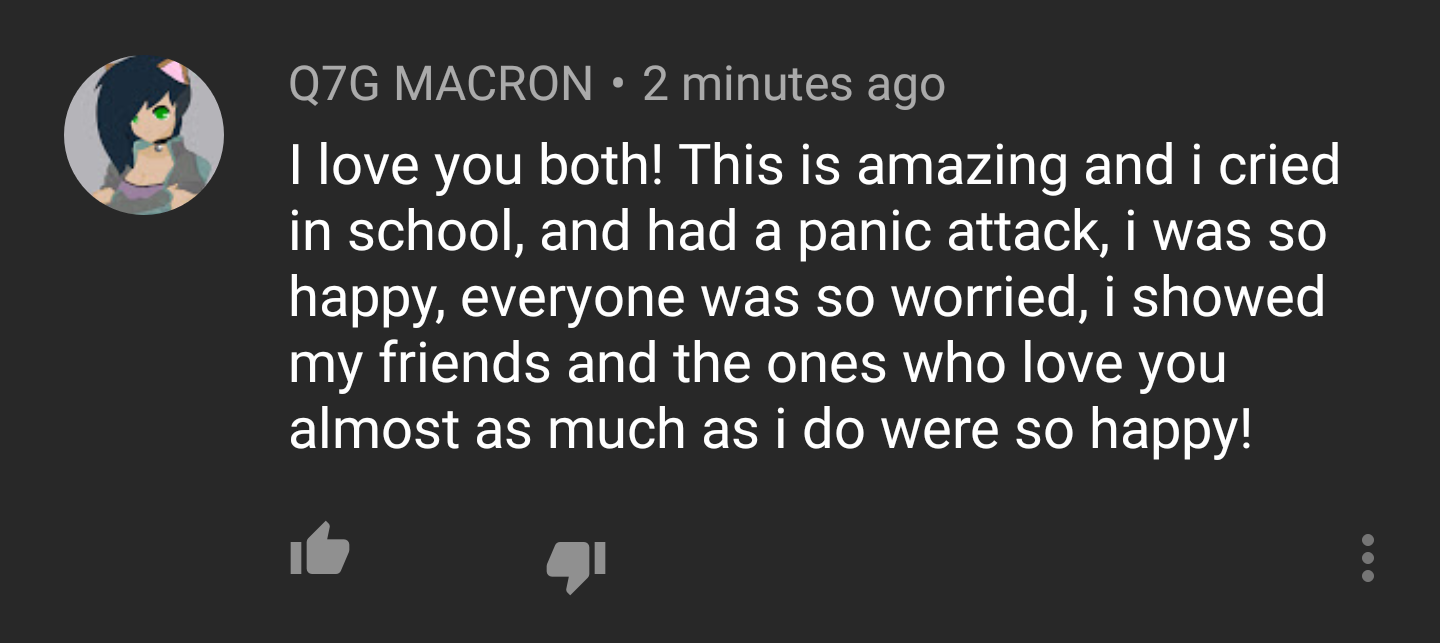 Q7G MACRON • 2 minutes ago
I love you both! This is amazing and i cried
in school, and had a panic attack, i was so
happy, everyone was so worried, i showed
my friends and the ones who love you
almost as much as i do were so happy!